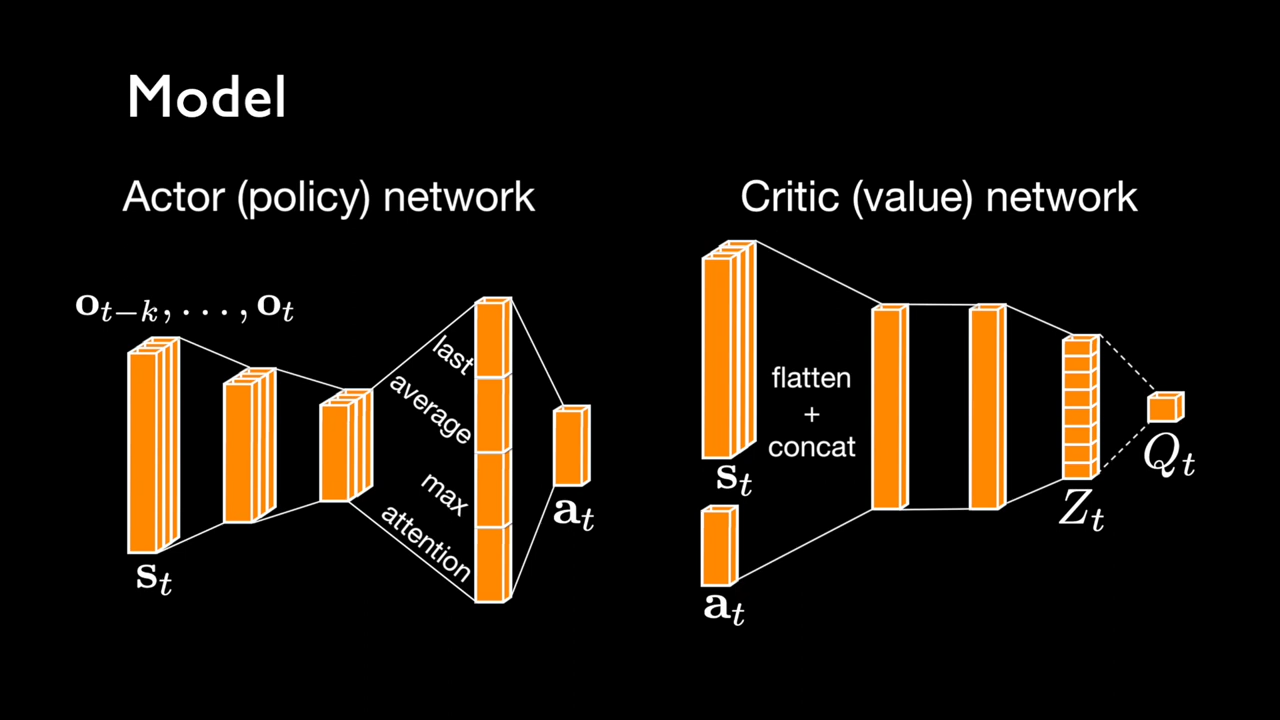 Model
Actor (policy) network
Critic (value) network
o_{t−k}, . . . , o_t
last
average
max
attention
s_t
a_t
flatten
+
concat
s_t
a_t
Z_t
Q_t